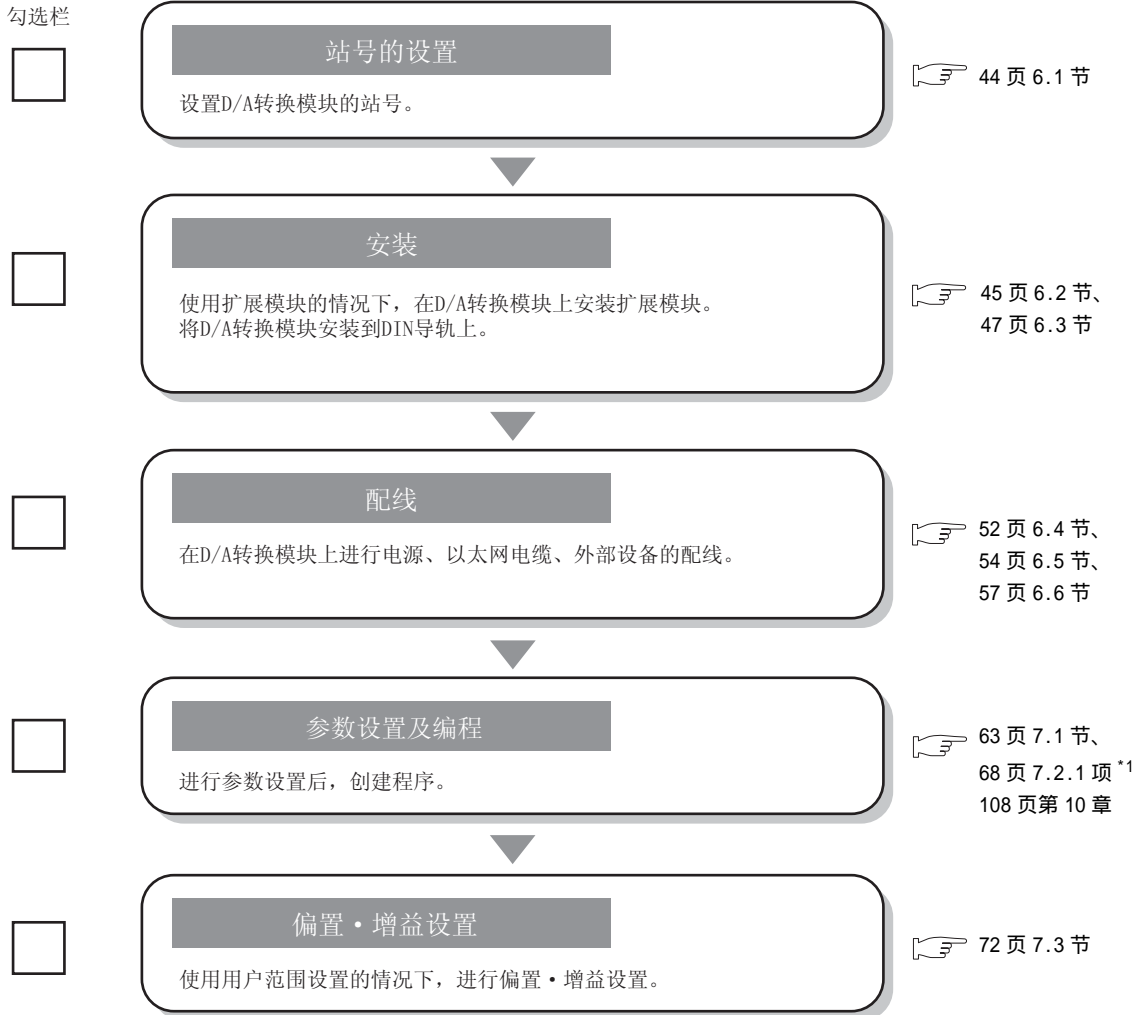 勾选栏
站号的设置
设置D/A转换模块的站号。
44 页 6.1 节
安装
使用扩展模块的情况下，在D/A转换模块上安装扩展模块。
将D/A转换模块安装到DIN导轨上。
45 页 6.2 节、
47 页 6.3 节
配线
在D/A转换模块上进行电源、以太网电缆、外部设备的配线。
52 页 6.4 节、
54 页 6.5 节、
57 页 6.6 节
参数设置及编程
进行参数设置后，创建程序。
63 页 7.1 节、
68 页 7.2.1 项 *1
108 页第 10 章
偏置·增益设置
使用用户范围设置的情况下，进行偏置·增益设置。
72 页 7.3 节